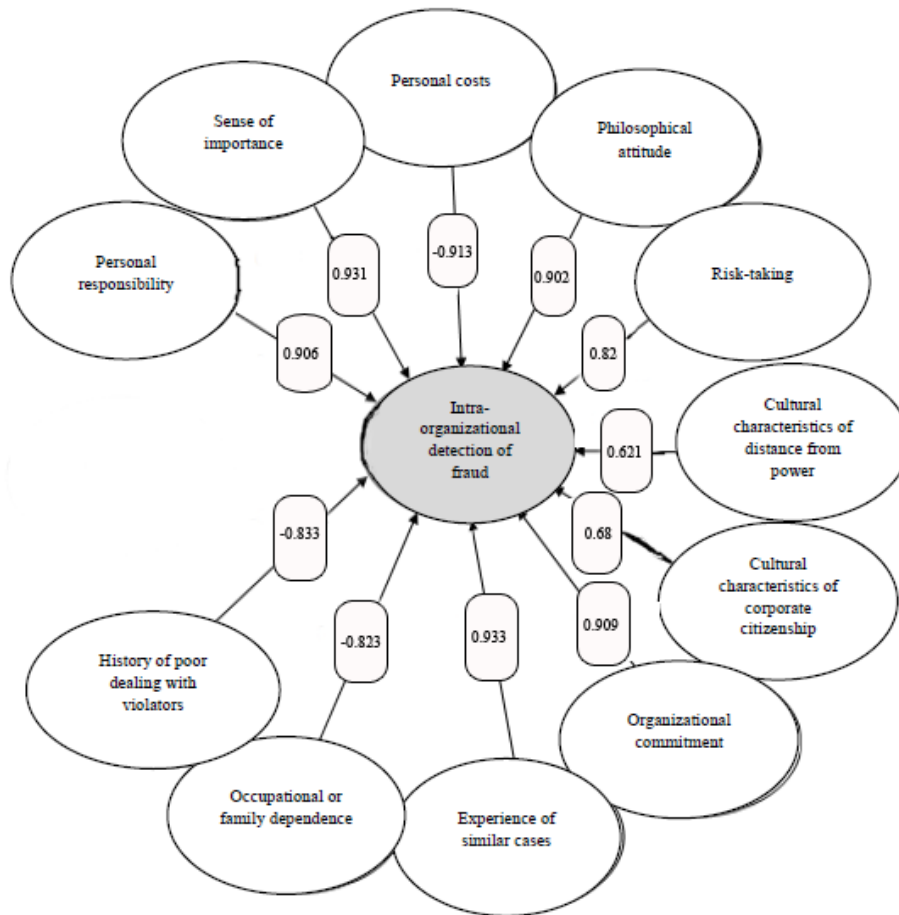 Personal costs
Sense of
importance
Philosophical
attitude
Personal
responsibility
Risk-taking
-0.913
0.931
0.902
0.906
0.82
Intra-
organizational
detection of
fraud
Cultural
characteristics of
distance from
power
0.621
0.68
-0.833
Cultural
characteristics of
corporate
citizenship
0.909
0.933
-0.823
History of poor
dealing with
violators
Organizational
commitment
Occupational or
family dependence
Experience of
similar cases